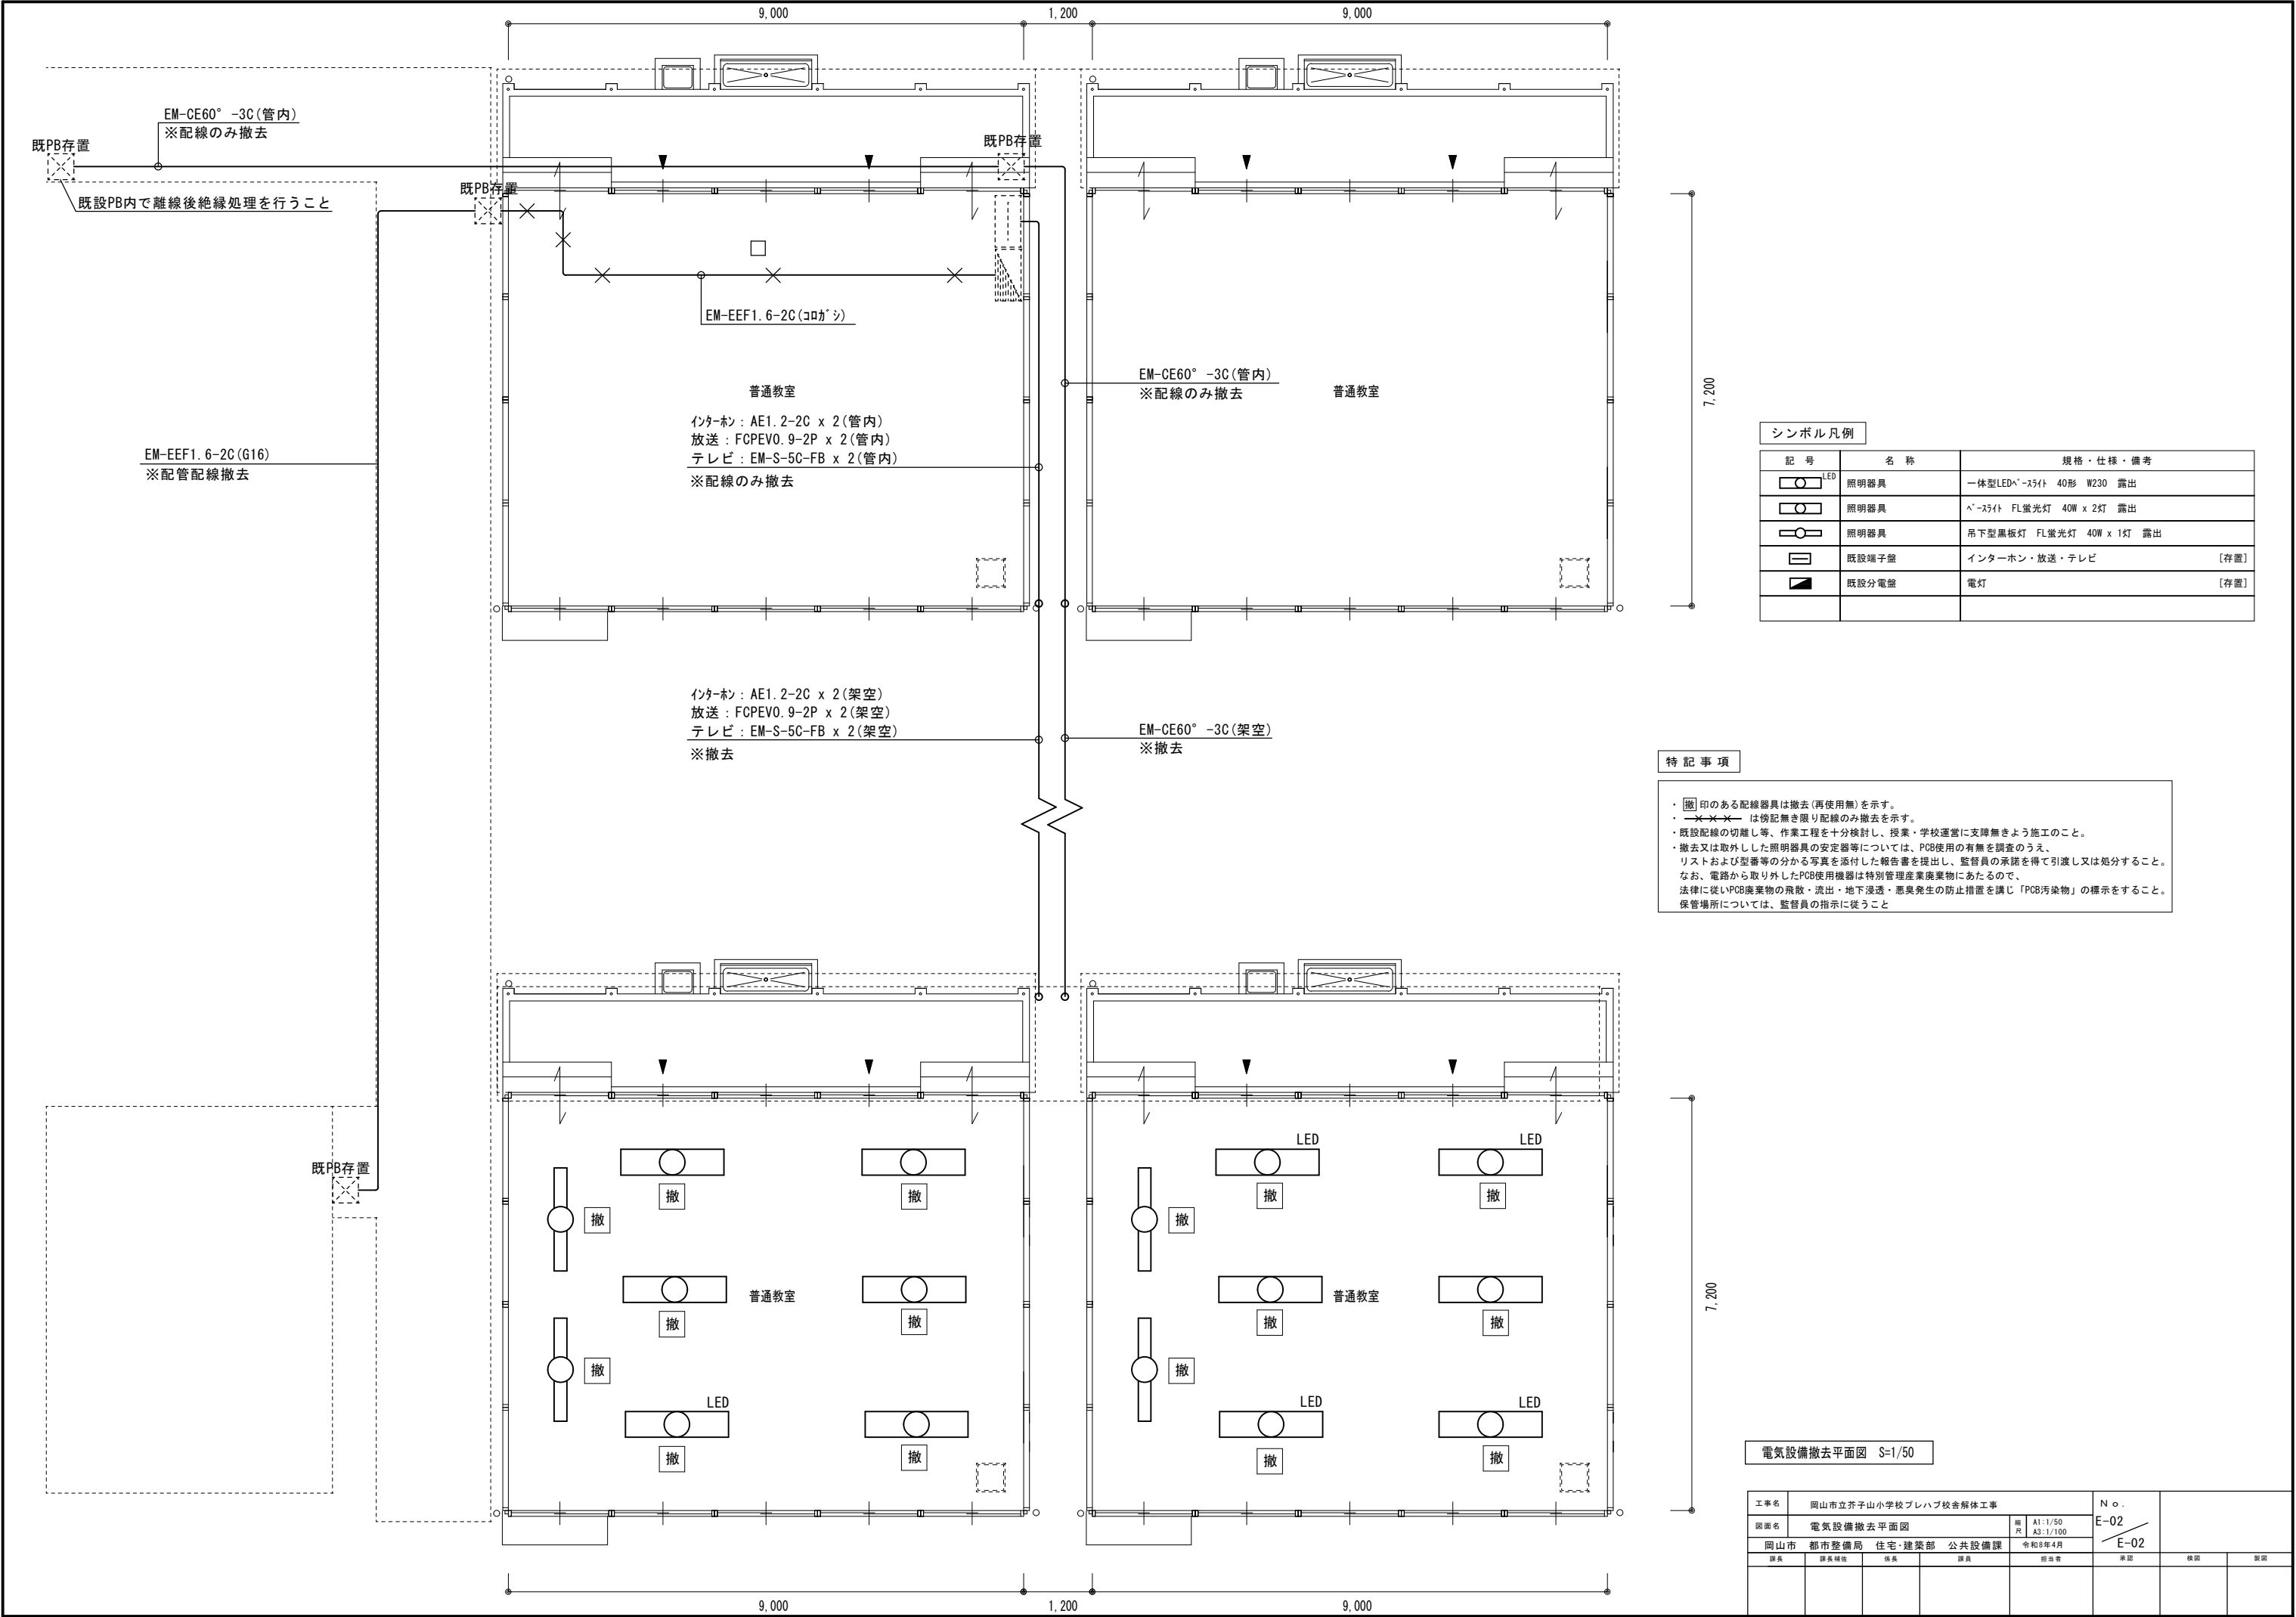 9,000
1,200
9,000
EM-CE60° -3C(管内)
※配線のみ撤去
既PB存置
既PB存置
既PB存置
既設PB内で離線後絶縁処理を行うこと
EM-EEF1.6-2C(ｺﾛｶﾞｼ)
普通教室
ｲﾝﾀｰﾎﾝ：AE1.2-2C x 2(管内)
放送：FCPEV0.9-2P x 2(管内)
テレビ：EM-S-5C-FB x 2(管内)
※配線のみ撤去
EM-CE60° -3C(管内)
※配線のみ撤去
普通教室
7,200
EM-EEF1.6-2C(G16)
※配管配線撤去
シンボル凡例
記 号 名 称 規格・仕様・備考
LED 照明器具 一体型LEDﾍﾞｰｽﾗｲﾄ 40形 W230 露出
照明器具 ﾍﾞｰｽﾗｲﾄ FL蛍光灯 40W x 2灯 露出
照明器具 吊下型黒板灯 FL蛍光灯 40W x 1灯 露出
既設端子盤 インターホン・放送・テレビ [存置]
既設分電盤 電灯 [存置]
ｲﾝﾀｰﾎﾝ：AE1.2-2C x 2(架空)
放送：FCPEV0.9-2P x 2(架空)
テレビ：EM-S-5C-FB x 2(架空)
※撤去
EM-CE60° -3C(架空)
※撤去
特 記 事 項
・ 撤 印のある配線器具は撤去(再使用無)を示す。
・ は傍記無き限り配線のみ撤去を示す。
・既設配線の切離し等、作業工程を十分検討し、授業・学校運営に支障無きよう施工のこと。
・撤去又は取外しした照明器具の安定器等については、PCB使用の有無を調査のうえ、
リストおよび型番等の分かる写真を添付した報告書を提出し、監督員の承諾を得て引渡し又は処分すること。
なお、電路から取り外したPCB使用機器は特別管理産業廃棄物にあたるので、
法律に従いPCB廃棄物の飛散・流出・地下浸透・悪臭発生の防止措置を講じ「PCB汚染物」の標示をすること。
保管場所については、監督員の指示に従うこと
既PB存置
LED LED
撤 撤 撤 撤
撤 撤
普通教室 普通教室
撤 撤 撤 撤
撤 撤
LED LED LED
撤 撤 撤 撤
7,200
9,000
1,200
9,000
電気設備撤去平面図 S=1/50
工事名 岡山市立芥子山小学校プレハブ校舎解体工事 Ｎｏ.
図面名 電気設備撤去平面図 縮尺 A1:1/50 A3:1/100 E-02
岡山市 都市整備局 住宅・建築部 公共設備課 令和8年4月 E-02
課長 課長補佐 係長 課員 担当者 承認 検図 製図